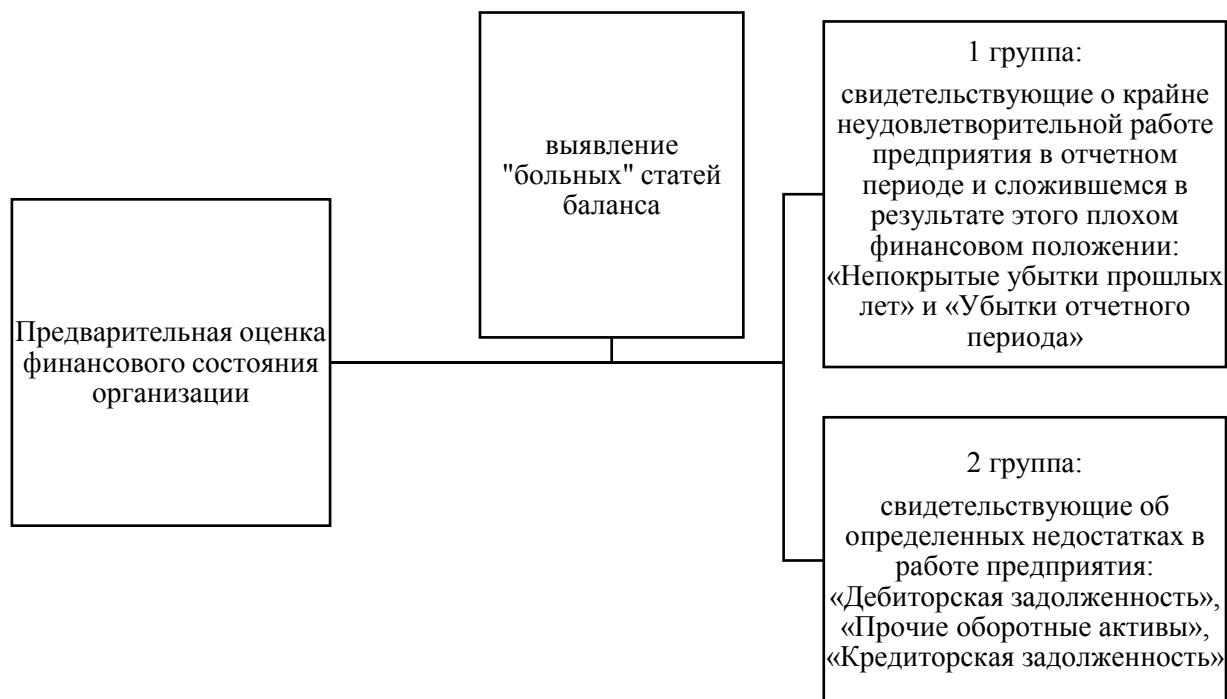 Предварительная оценка
финансового состояния
организации
выявление
"больных" статей
баланса
1 группа:
свидетельствующие о крайне
неудовлетворительной работе
предприятия в отчетном
периоде и сложившемся в
результате этого плохом
финансовом положении:
«Непокрытые убытки прошлых
лет» и «Убытки отчетного
периода»
2 группа:
свидетельствующие об
определенных недостатках в
работе предприятия:
«Дебиторская задолженность»,
«Прочие оборотные активы»,
«Кредиторская задолженность»